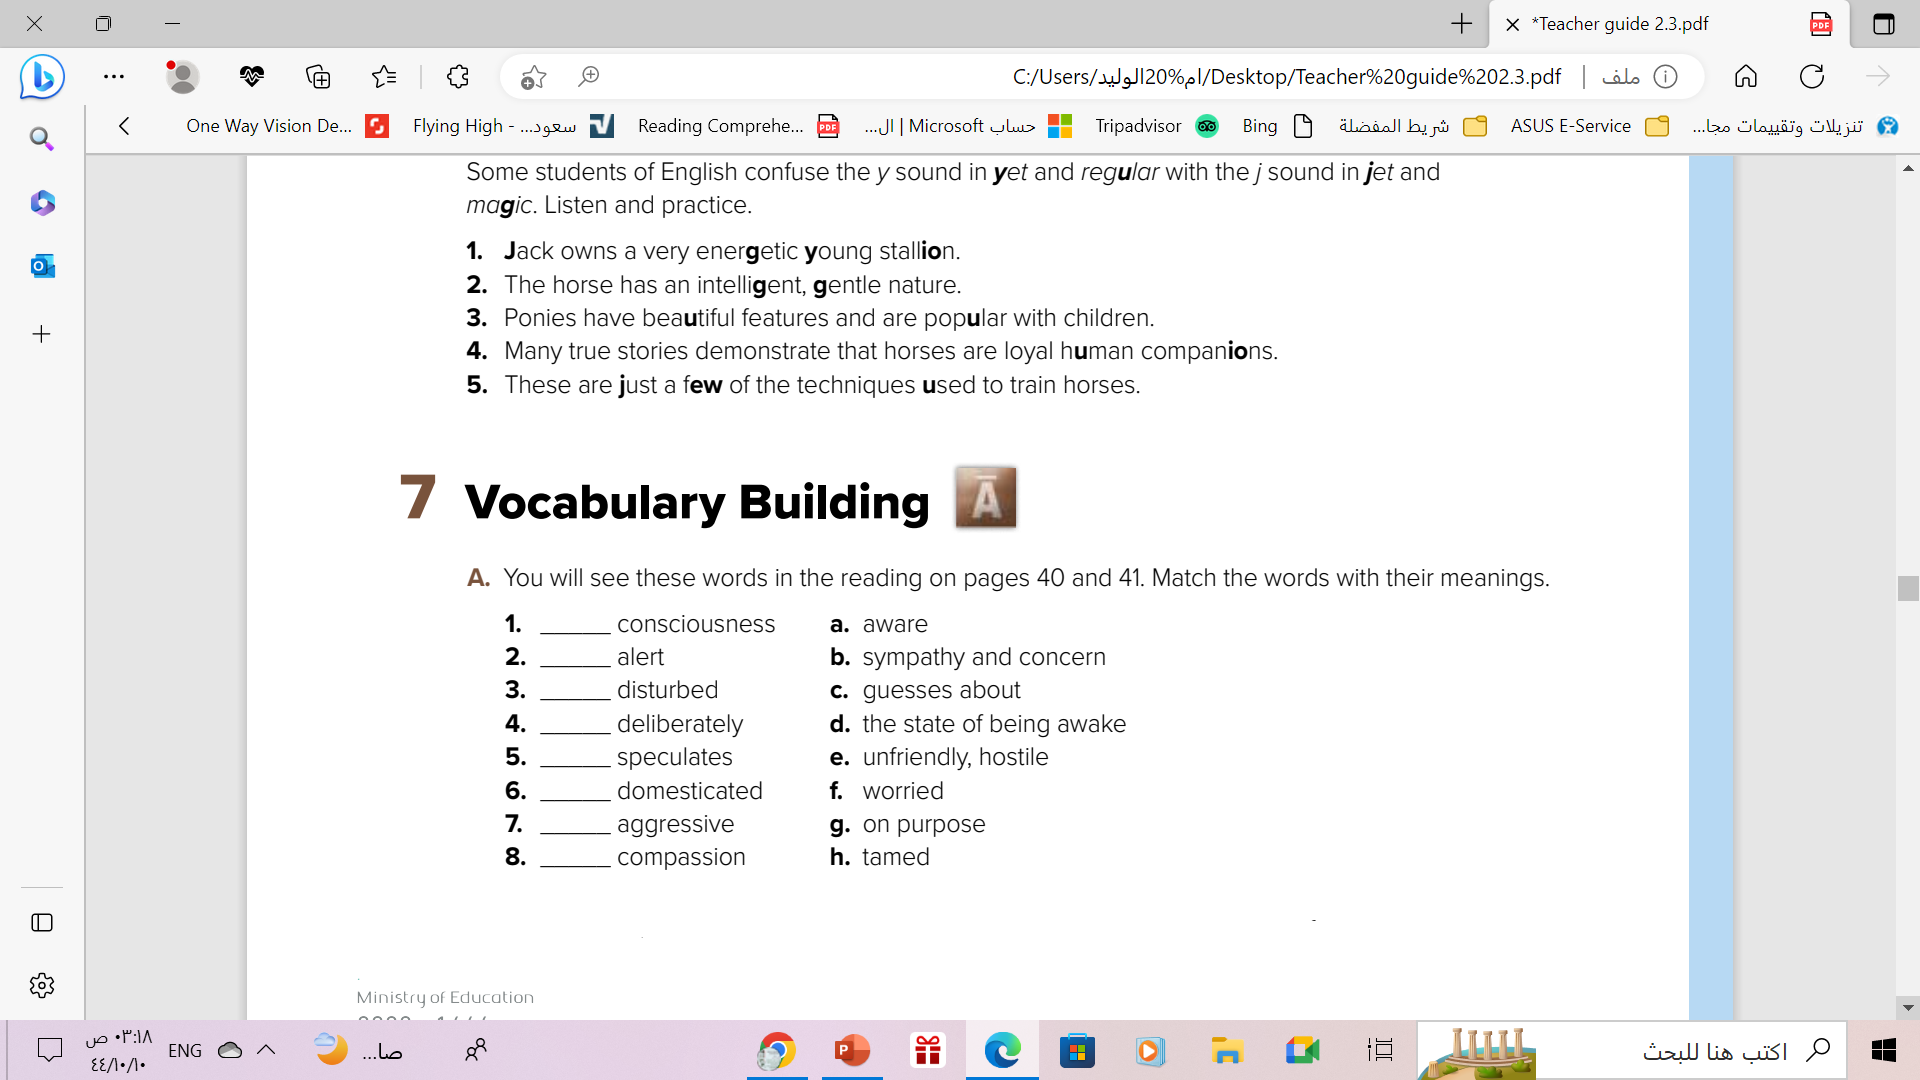 *Teacher guide 2.3.pdf
C:/Users/ام%20الوليد/Desktop/Teacher%20guide%202.3.pdf
ملف
One Way Vision De...
Flying High - سعود...
Reading Comprehe...
حساب Microsoft | ال...
Tripadvisor
Bing
شريط المفضلة
ASUS E-Service
تنزيلات وتقييمات مجا...
Some students of English confuse the y sound in yet and regular with the j sound in jet and
magic. Listen and practice.
1. Jack owns a very energetic young stallion.
2. The horse has an intelligent, gentle nature.
3. Ponies have beautiful features and are popular with children.
4. Many true stories demonstrate that horses are loyal human companions.
5. These are just a few of the techniques used to train horses.
7 Vocabulary Building
A
A. You will see these words in the reading on pages 40 and 41. Match the words with their meanings.
1. ______ consciousness a. aware
2. ______ alert b. sympathy and concern
3. ______ disturbed c. guesses about
4. ______ deliberately d. the state of being awake
5. ______ speculates e. unfriendly, hostile
6. ______ domesticated f. worried
7. ______ aggressive g. on purpose
8. ______ compassion h. tamed
Ministry of Education
٠٣:١٨ ص
٤٤/١٠/١٠
ENG
صا...
اكتب هنا للبحث